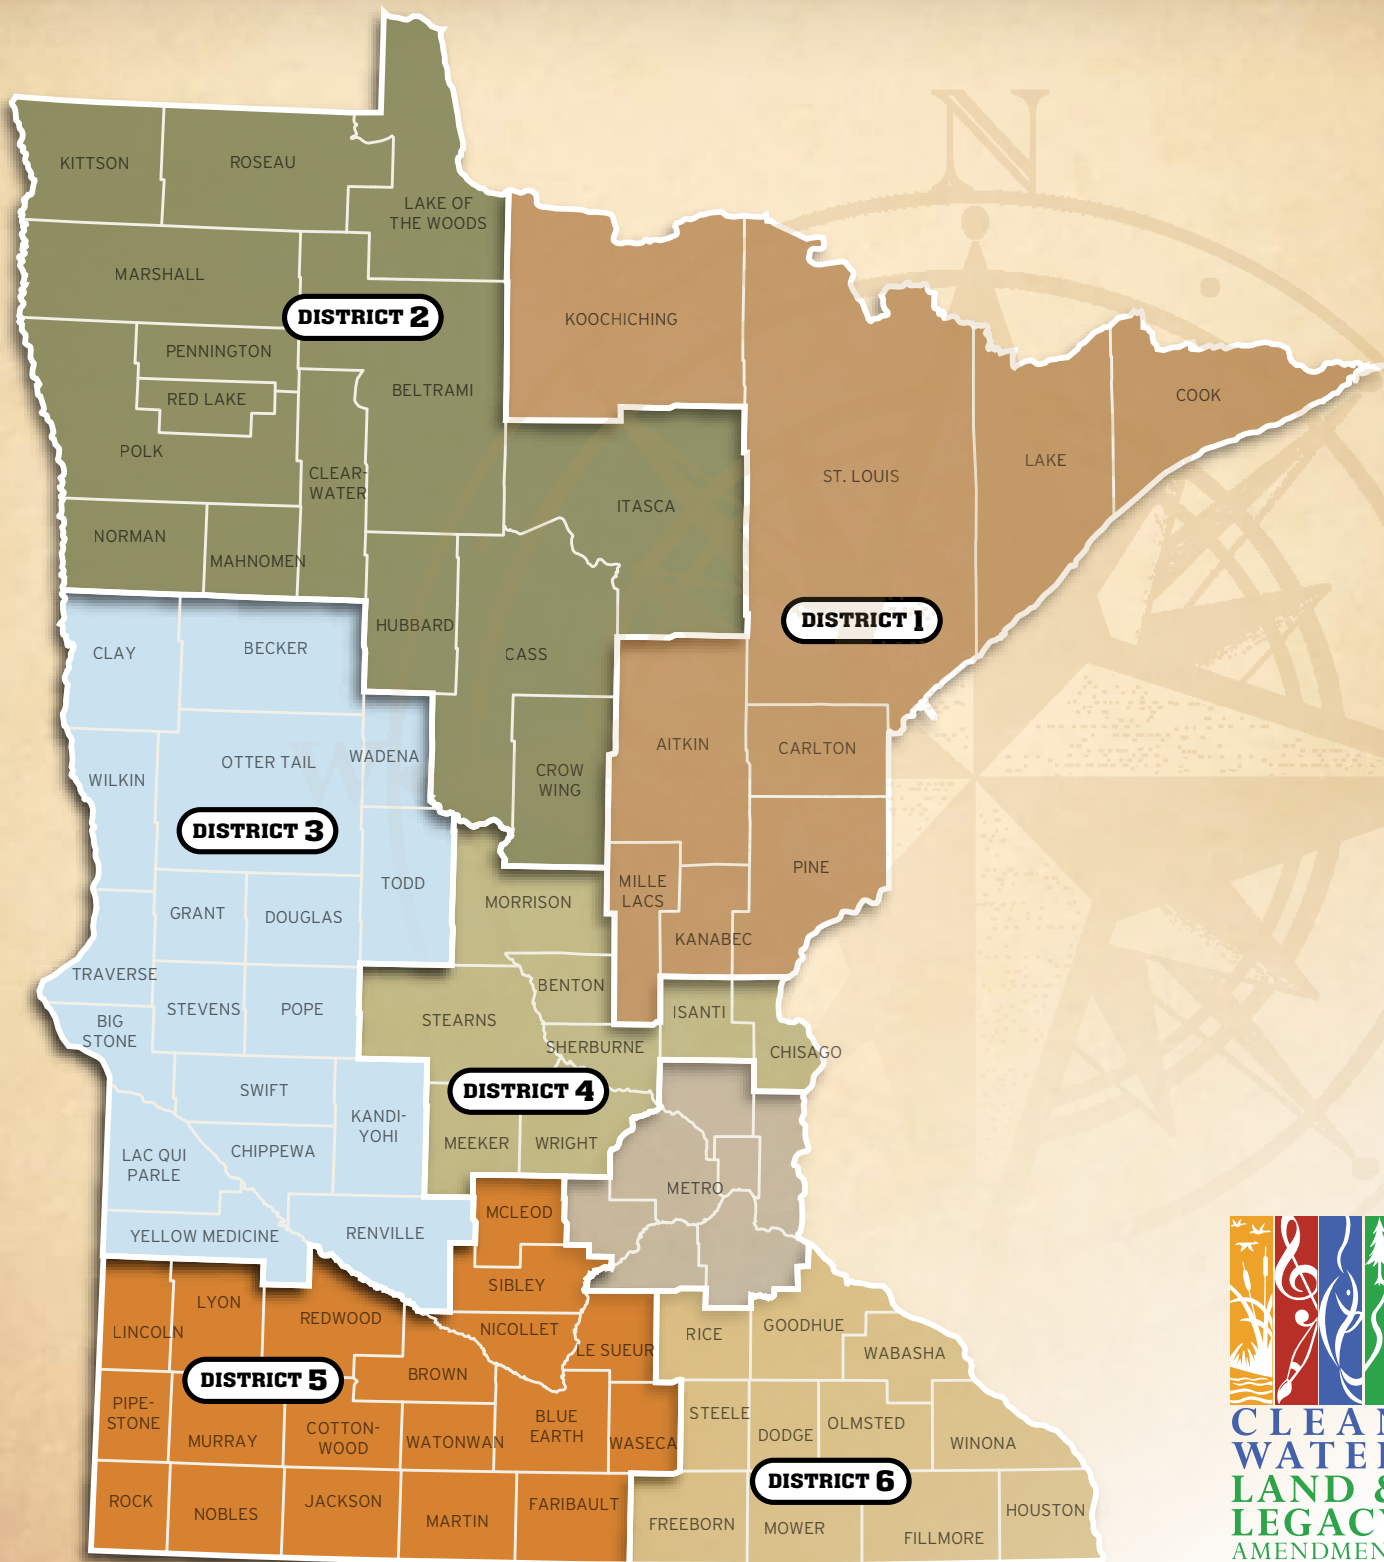 N
KITTSON
ROSEAU
LAKE OF
THE WOODS
MARSHALL
DISTRICT 2
KOOCHICHING
PENNINGTON
BELTRAMI
RED LAKE
COOK
POLK
CLEAR-
WATER
LAKE
ST. LOUIS
ITASCA
NORMAN
MAHNOMEN
HUBBARD
DISTRICT 1
CLAY
BECKER
CASS
AITKIN
CARLTON
W
OTTER TAIL
WADENA
WILKIN
CROW
WING
DISTRICT 3
PINE
TODD
MILLE
LACS
MORRISON
GRANT
DOUGLAS
KANABEC
TRAVERSE
BENTON
STEVENS
POPE
STEARNS
ISANTI
BIG
STONE
SHERBURNE
CHISAGO
SWIFT
DISTRICT 4
KANDI-
YOHI
MEEKER
WRIGHT
LAC QUI
PARLE
CHIPPEWA
METRO
MCLEOD
YELLOW MEDICINE
RENVILLE
SIBLEY
LYON
REDWOOD
LINCOLN
NICOLLET
LE SUEUR
RICE
GOODHUE
WABASHA
DISTRICT 5
BROWN
PIPE-
STONE
MURRAY
COTTON-
WOOD
WATONWAN
BLUE
EARTH
WASECA
STEELE
DODGE
OLMSTED
WINONA
DISTRICT 6
ROCK
NOBLES
JACKSON
MARTIN
FARIBAULT
FREEBORN
MOWER
FILLMORE
HOUSTON
CLEAN
WATER
LAND &
LEGACY
AMENDMEN